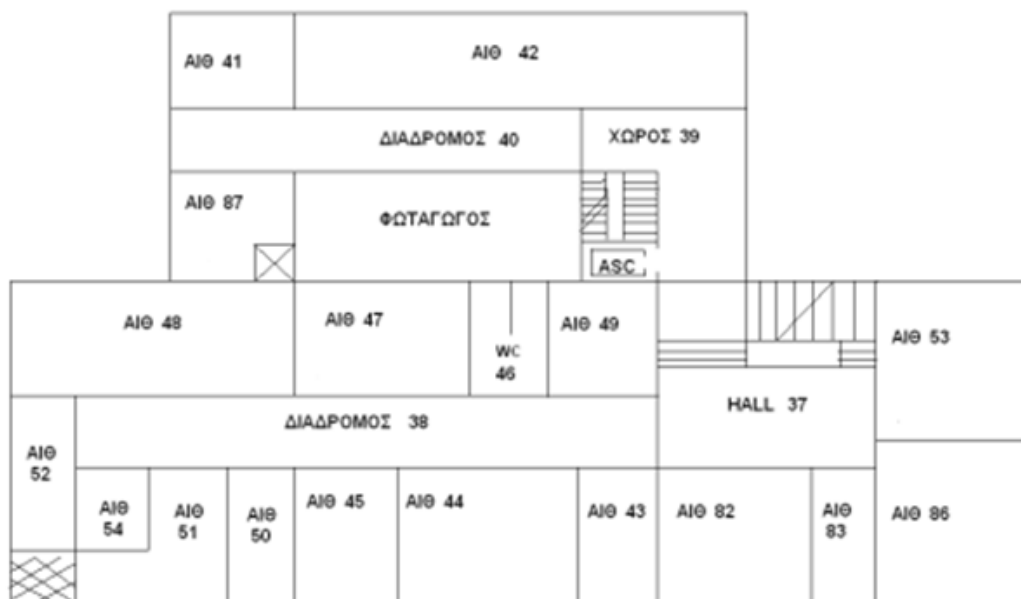 ΑΙΘ 41
ΑΙΘ 42
ΔΙΑΔΡΟΜΟΣ 40
ΧΩΡΟΣ 39
ΑΙΘ 87
ΦΩΤΑΓΩΓΟΣ
ASC
ΑΙΘ 48
ΑΙΘ 47
WC
46
ΑΙΘ 49
ΑΙΘ 53
HALL 37
ΔΙΑΔΡΟΜΟΣ 38
ΑΙΘ
52
ΑΙΘ
54
ΑΙΘ
51
ΑΙΘ
50
ΑΙΘ 45
ΑΙΘ 44
ΑΙΘ 43
ΑΙΘ 82
ΑΙΘ
83
ΑΙΘ 86